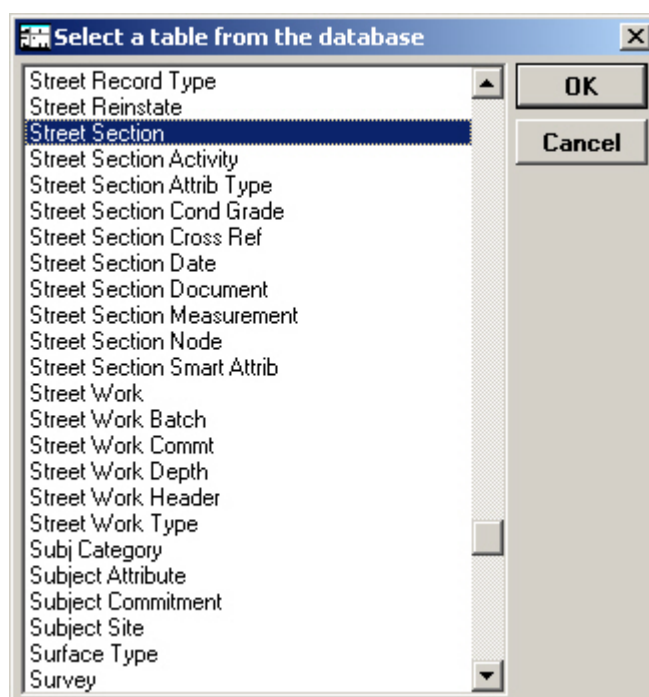 Select a table from the database
Street Record Type
Street Reinstate
Street Section
Street Section Activity
Street Section Attrib Type
Street Section Cond Grade
Street Section Cross Ref
Street Section Date
Street Section Document
Street Section Measurement
Street Section Node
Street Section Smart Attrib
Street Work
Street Work Batch
Street Work Commt
Street Work Depth
Street Work Header
Street Work Type
Subj Category
Subject Attribute
Subject Commitment
Subject Site
Surface Type
Survey
OK
Cancel